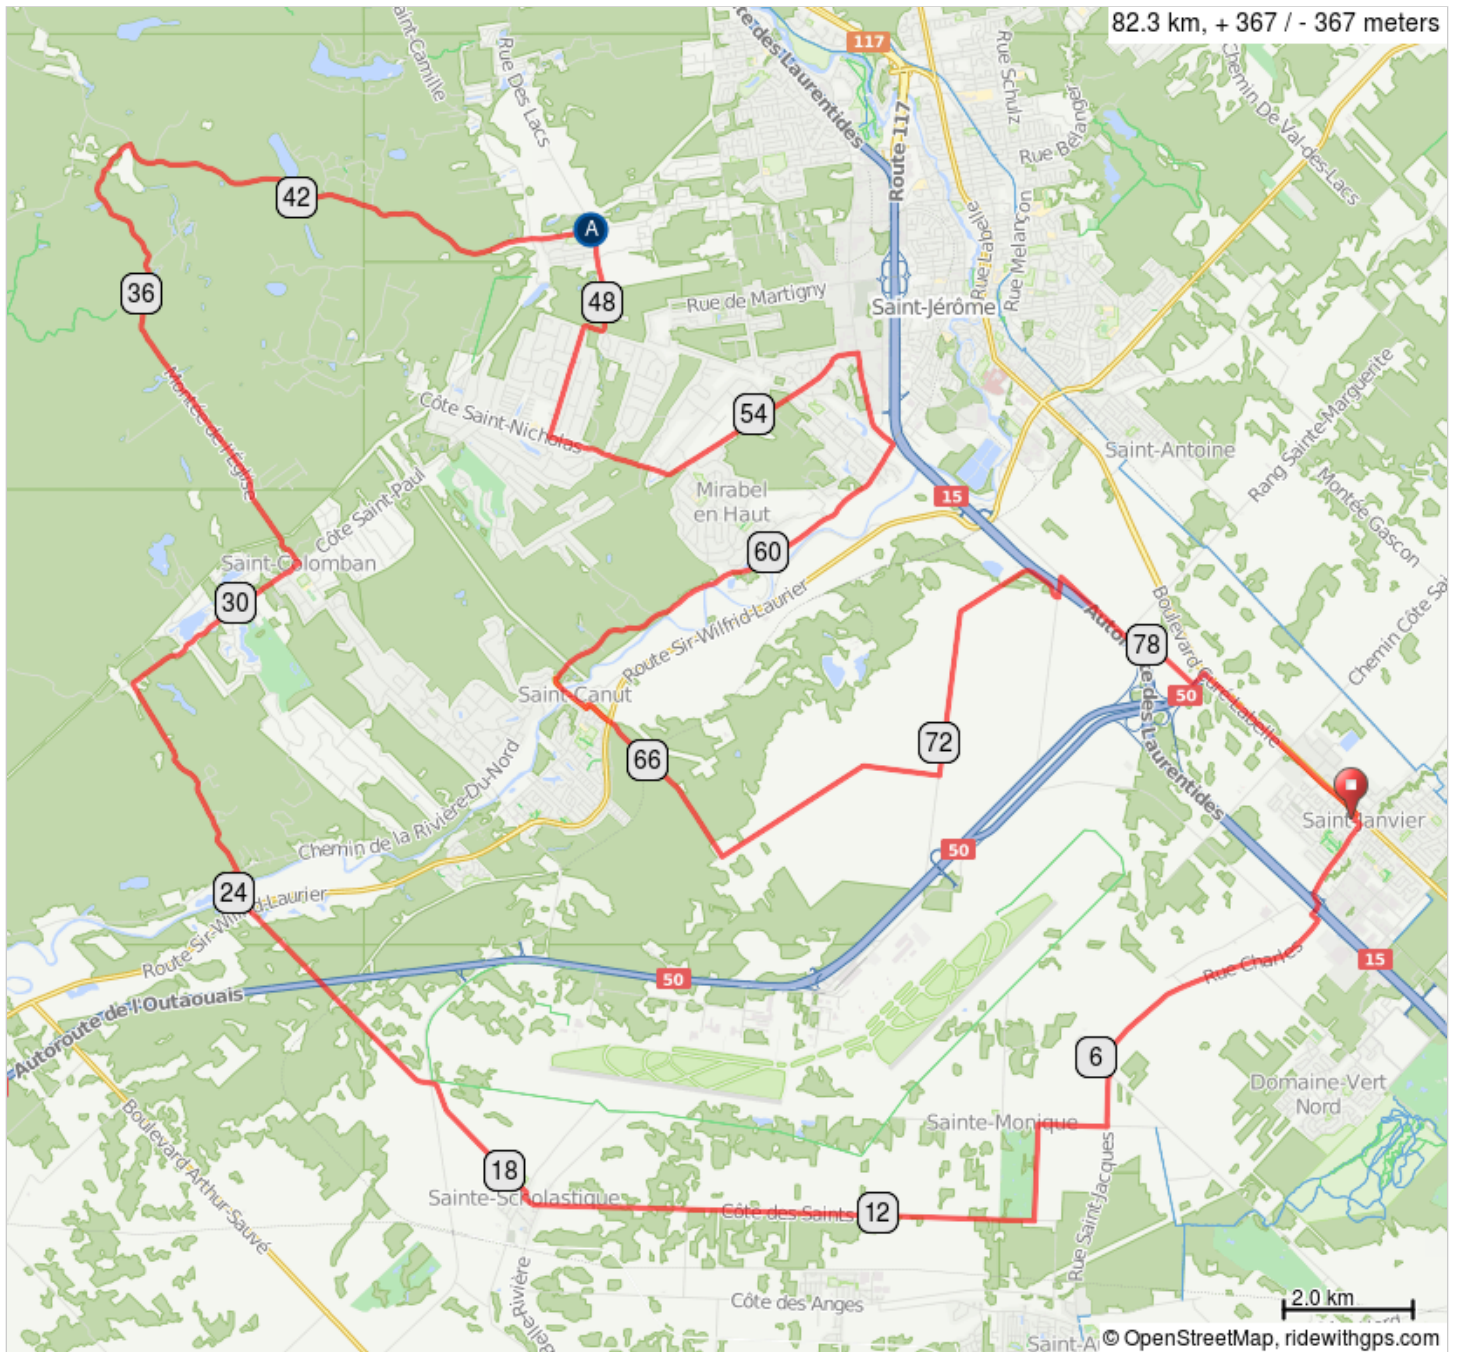 82.3 km, + 367 / - 367 meters
117
Rue Des Lacs
Rue Schulz
Chemin De Val-des-Lacs
Route 117
Rue Bélanger
42
A
Rue Labelle
Rue Melançon
36
48
Rue de Martigny
Saint-Jérôme
Montée de l'Église
Côte Saint-Nicholas
54
Saint-Antoine
Rang Sainte-Marguerite
Mirabel
en Haut
15
Montée Gascon
Côte Saint-Paul
Saint-Colomban
60
30
Route Sir-Wilfrid-Laurier
Boulevard Curé-Labelle
78
Saint-Canut
50
66
72
Saint-Janvier
Chemin de la Rivière-Du-Nord
50
24
Route Sir-Wilfrid-Laurier
Rue Charles
15
50
Autoroute de l'Outaouais
6
Domaine-Vert
Nord
Boulevard Arthur-Sauvé
Sainte-Monique
18
Sainte-Scholastique
Côte des Saints
12
Rue Saint-Jacques
Côte des Anges
2.0 km
© OpenStreetMap, ridewithgps.com